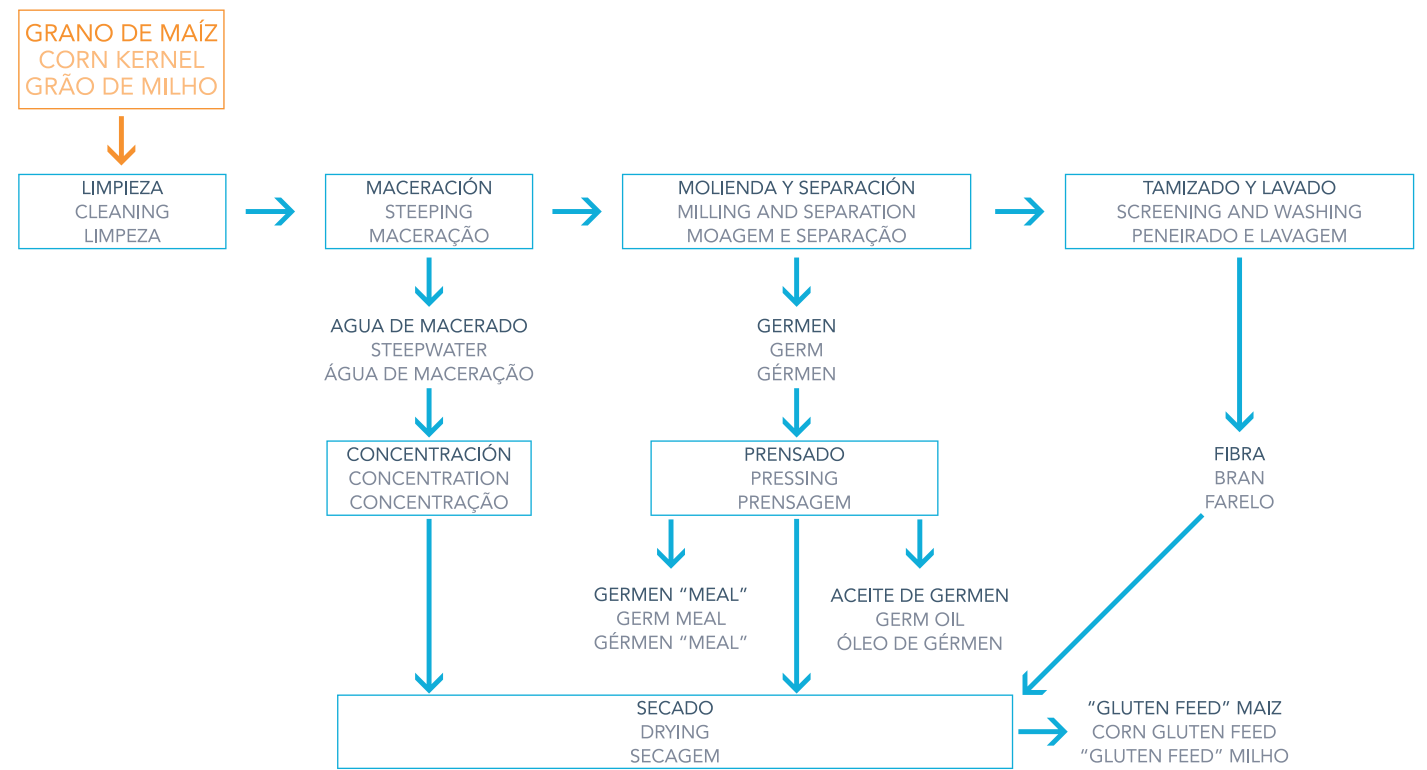 GRANO DE MAÍZ
CORN KERNEL
GRÃO DE MILHO
LIMPIEZA
CLEANING
LIMPEZA
MACERACIÓN
STEEPING
MACERAÇÃO
MOLIENDA Y SEPARACIÓN
MILLING AND SEPARATION
MOAGEM E SEPARAÇÃO
TAMIZADO Y LAVADO
SCREENING AND WASHING
PENEIRADO E LAVAGEM
AGUA DE MACERADO
STEEPWATER
ÁGUA DE MACERAÇÃO
GERMEN
GERM
GÉRMEN
CONCENTRACIÓN
CONCENTRATION
CONCENTRAÇÃO
PRENSADO
PRESSING
PRENSAGEM
FIBRA
BRAN
FARELO
GERMEN “MEAL”
GERM MEAL
GÉRMEN “MEAL”
ACEITE DE GERMEN
GERM OIL
ÓLEO DE GÉRMEN
SECADO
DRYING
SECAGEM
“GLUTEN FEED” MAIZ
CORN GLUTEN FEED
“GLUTEN FEED” MILHO